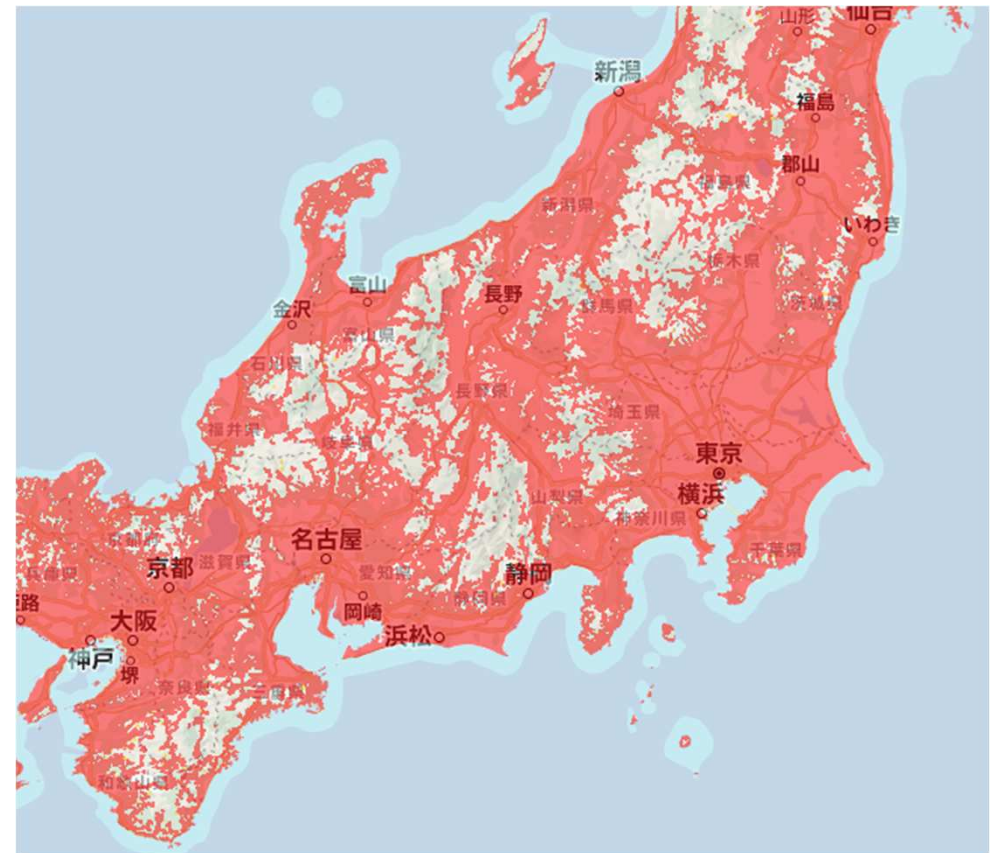 仙台
山形
新潟
福島
郡山
福島県
新潟県
いわき
栃木県
富山
長野
金沢
群馬県
茨城県
富山県
石川県
長野県
埼玉県
福井県
岐阜県
東京
横浜
山梨県
神奈川県
名古屋
京都府
千葉県
京都
滋賀県
兵庫県
愛知県
静岡
静岡県
岡崎
大阪
浜松
神戸
堺
奈良県
三重県
和歌山県